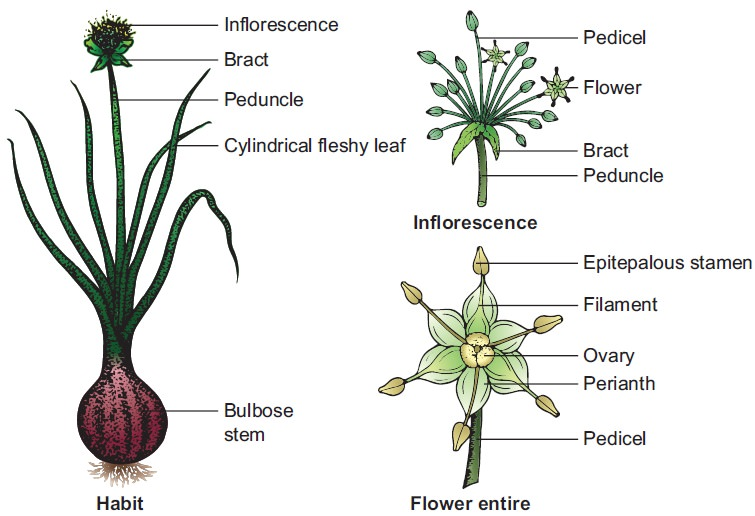 Inflorescence
Bract
Peduncle
Cylindrical fleshy leaf
Bulbose
stem
Habit
Pedicel
Flower
Bract
Peduncle
Inflorescence
Epitepalous stamen
Filament
Ovary
Perianth
Pedicel
Flower entire